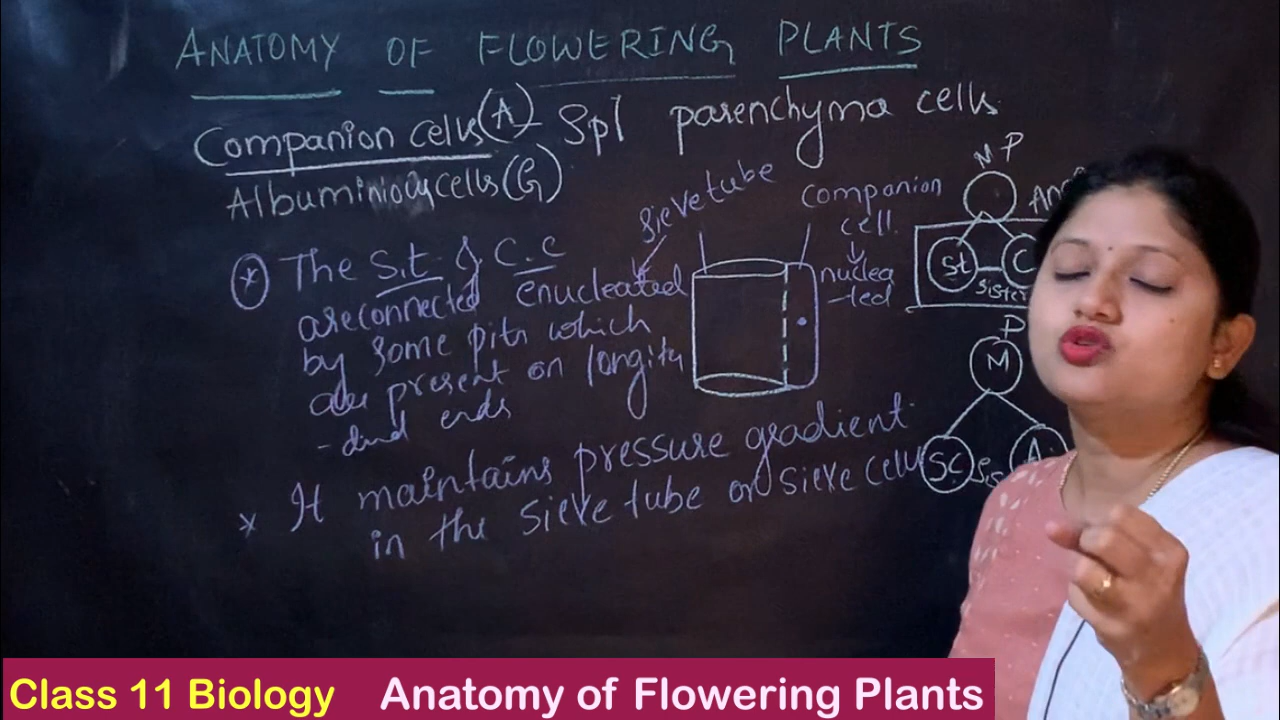 ANATOMY OF FLOWERING PLANTS
Companion cells(A)- Spl parenchyma cells
cells(G)
sieve tube
companion
cell
nuclea
-ted
enucleated
* The S.t & C.C
are connected
by some pits which
are present on longitu
ends
* It maintains pressure gradient
in the sieve tube or sieve cells
MP
St
C
sister
P
M
SC
A
Class 11 Biology Anatomy of Flowering Plants